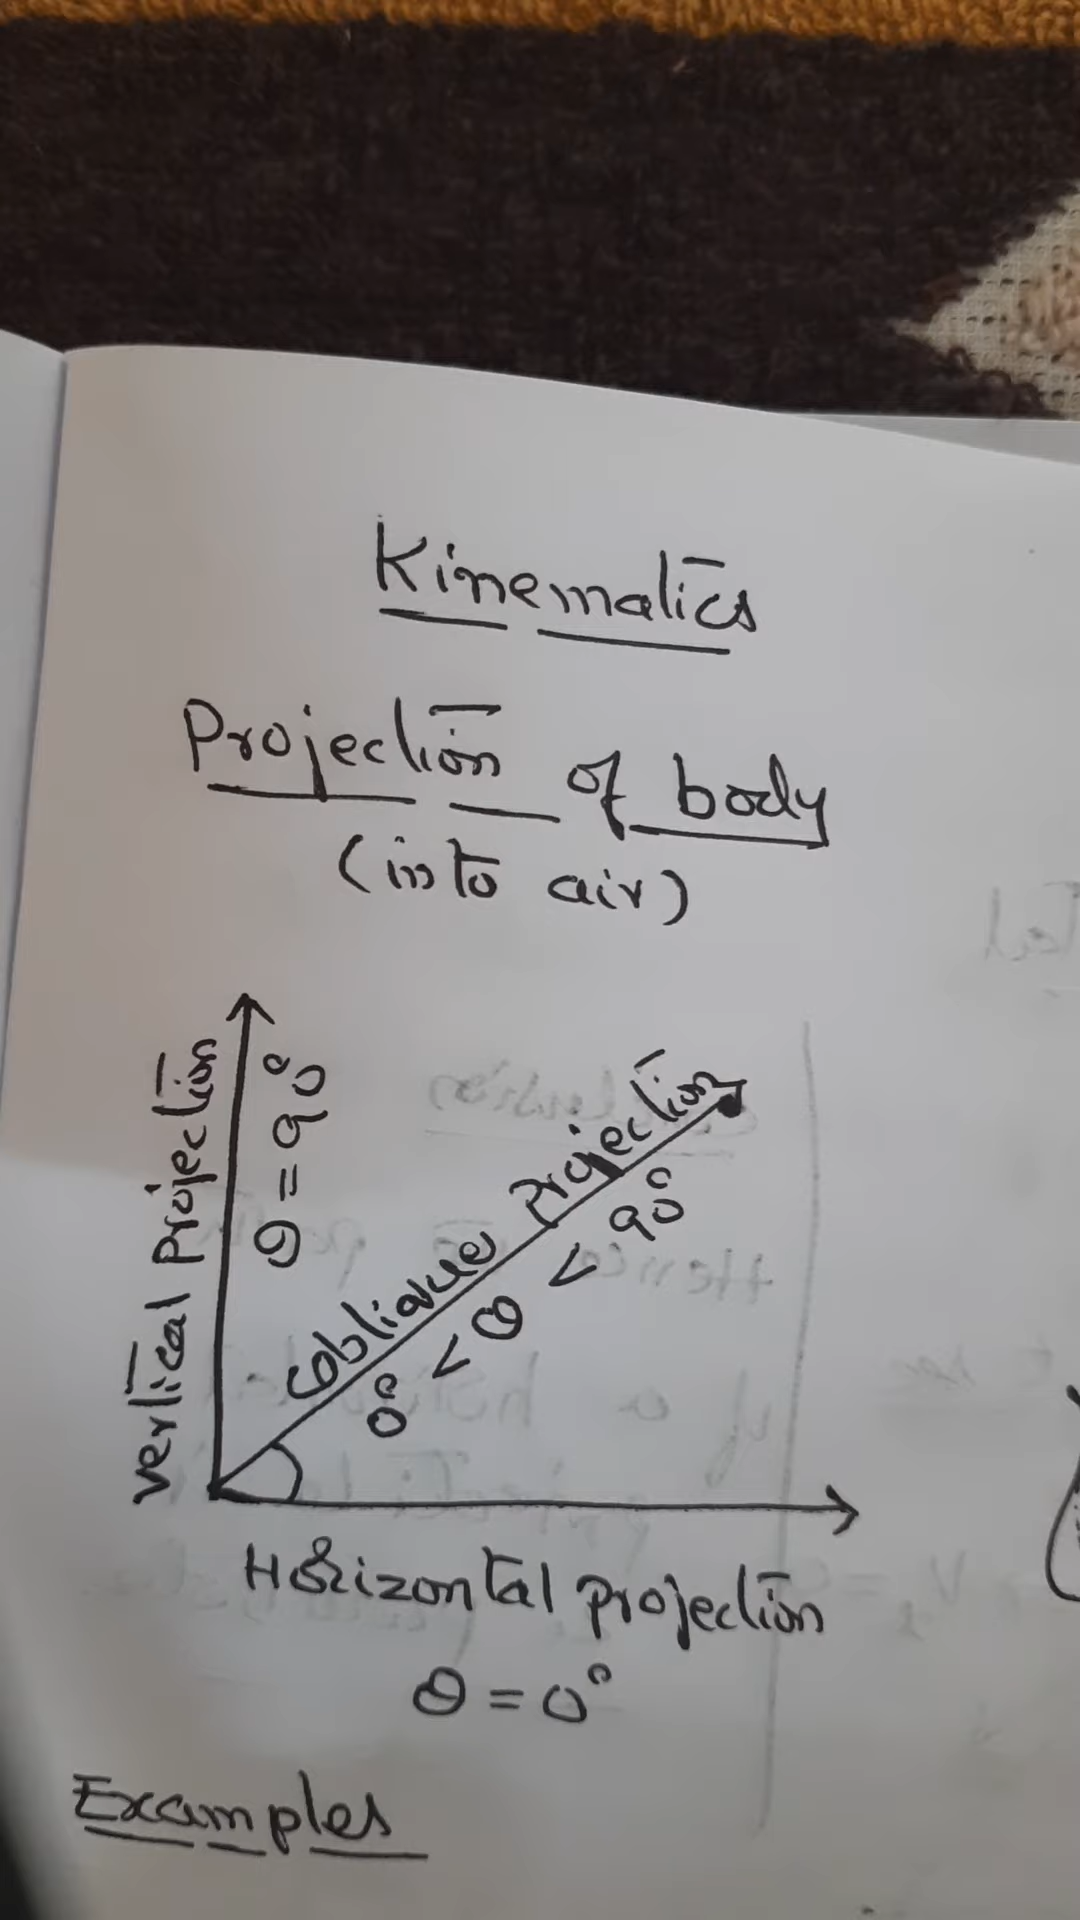 Kinematics
Projection of body
(into air)
Vertical Projection
θ = 90°
Oblique Projection
0° < θ < 90°
Horizontal projection
θ = 0°
Examples